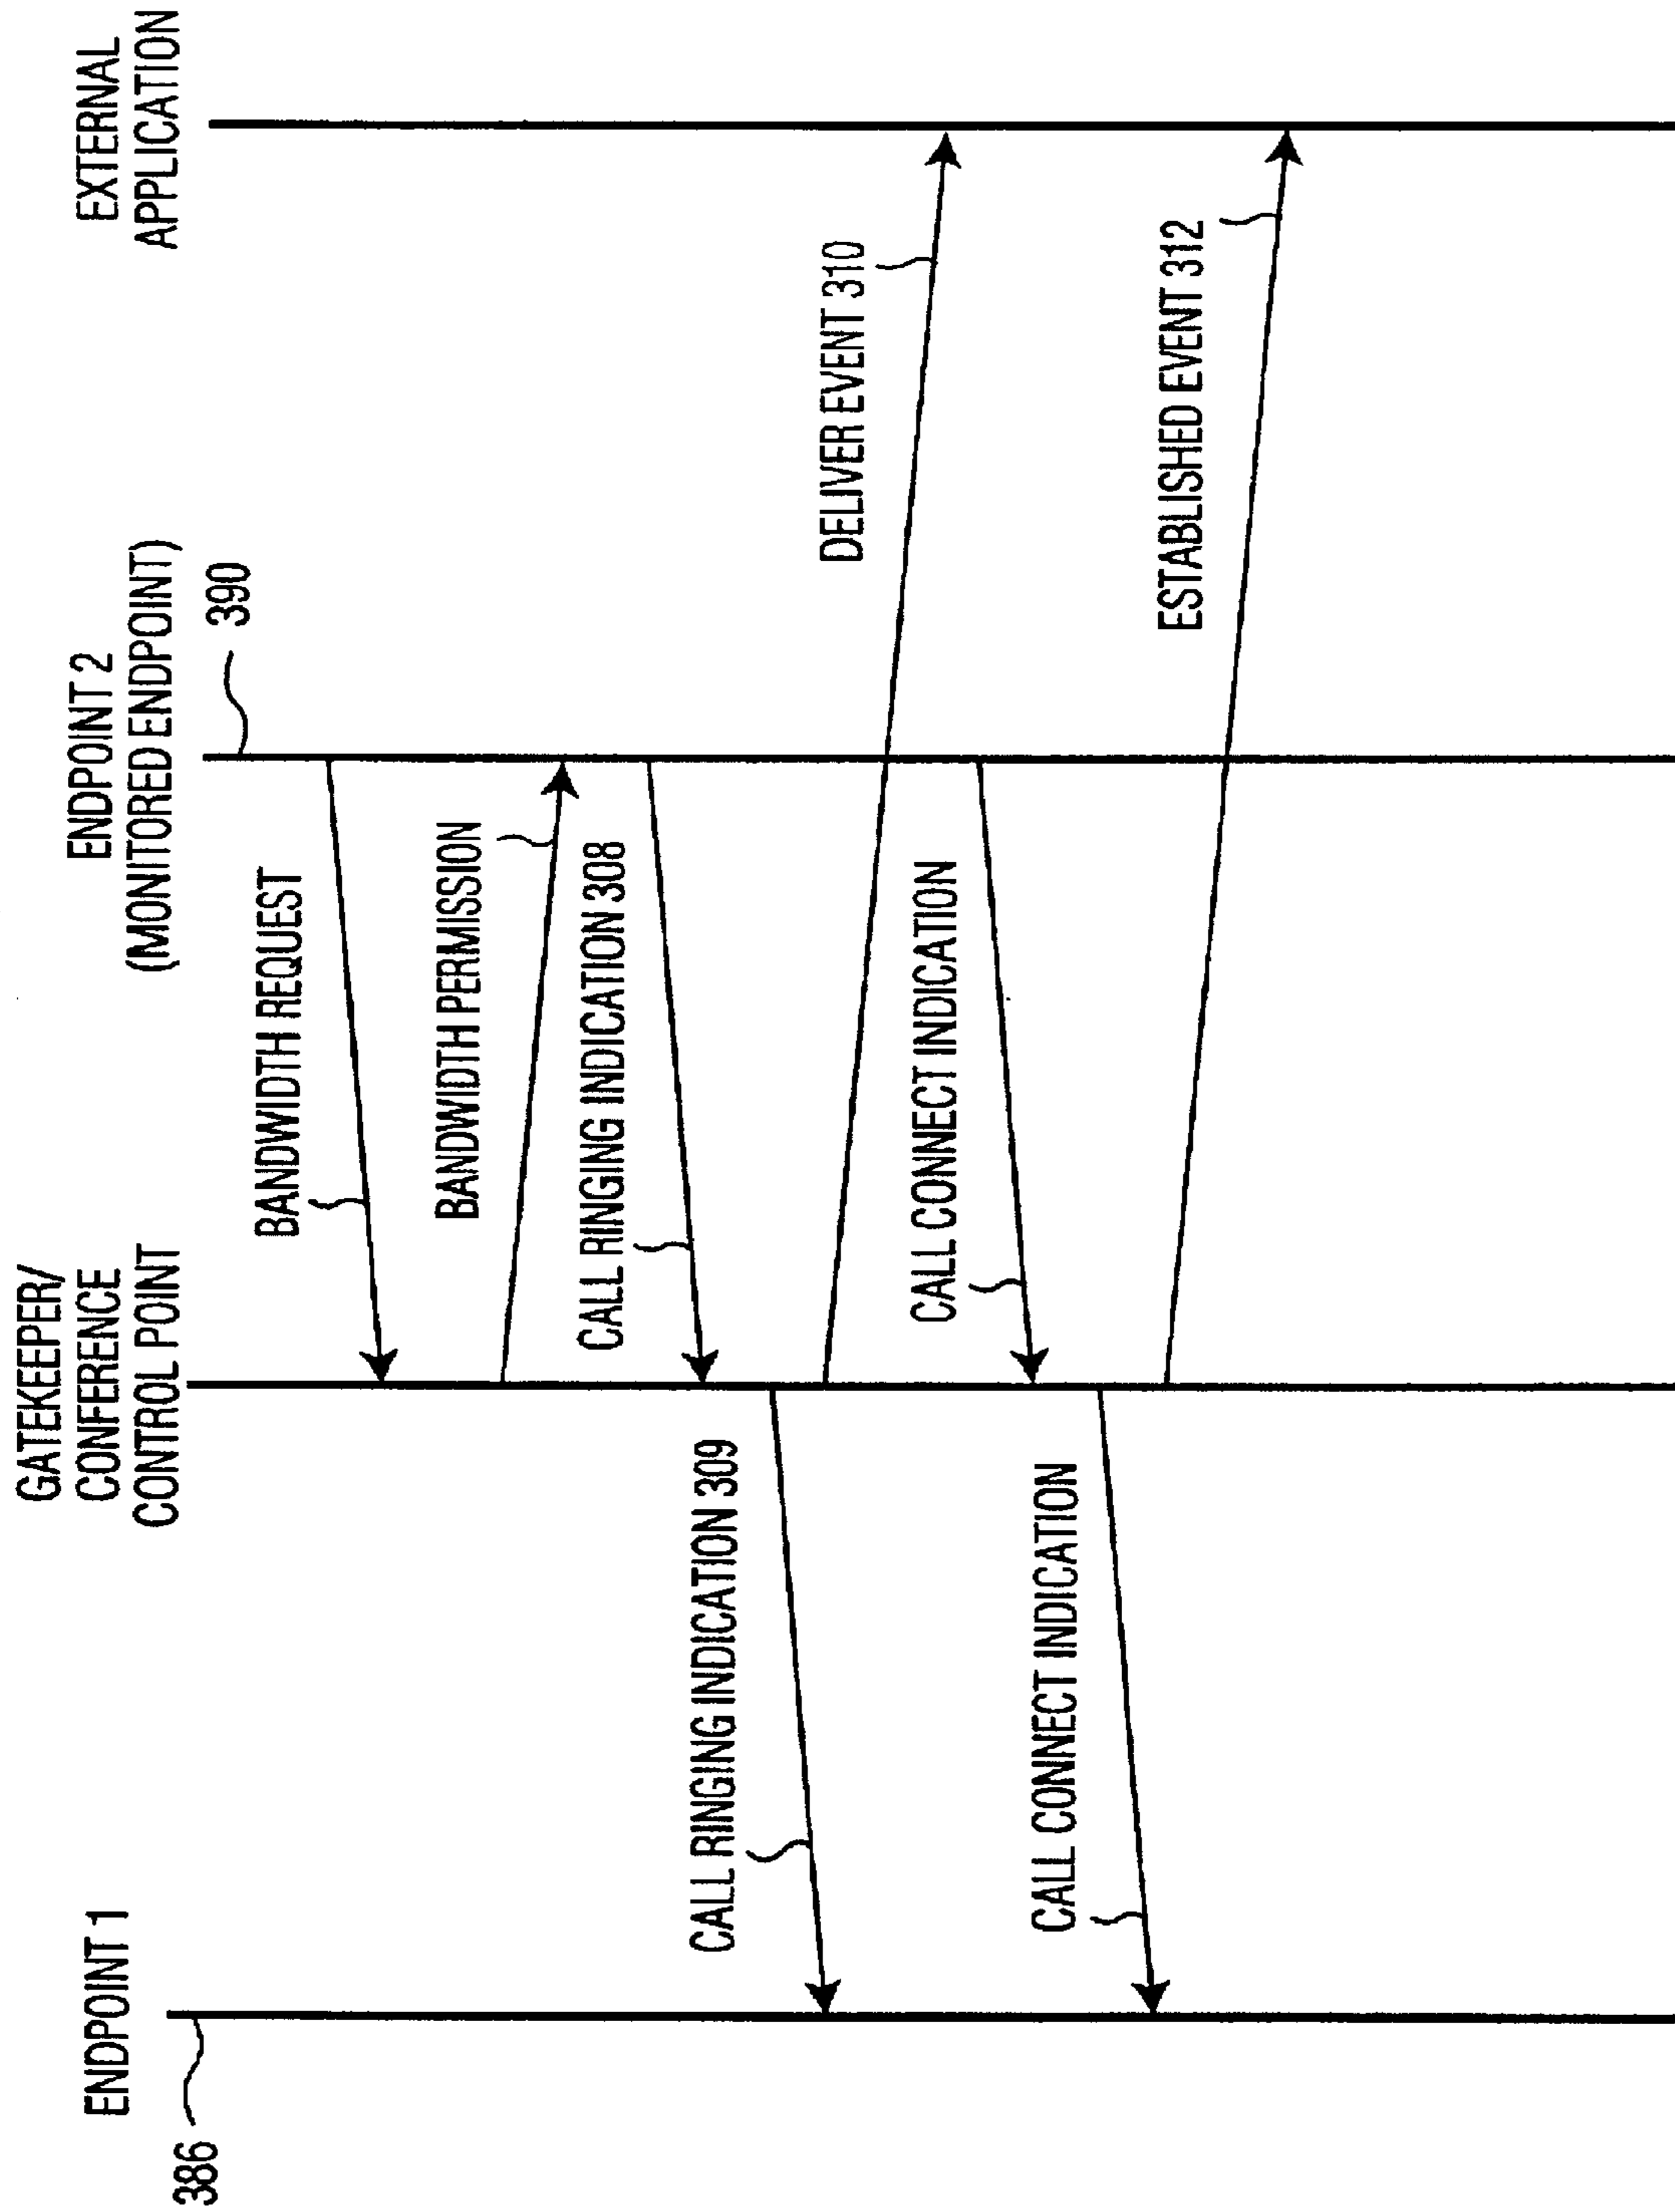 ENDPOINT 1
386
GATEKEEPER/
CONFERENCE
CONTROL POINT
ENDPOINT 2
(MONITORED ENDPOINT)
390
EXTERNAL
APPLICATION
BANDWIDTH REQUEST
BANDWIDTH PERMISSION
CALL RINGING INDICATION 308
CALL RINGING INDICATION 309
DELIVER EVENT 310
CALL CONNECT INDICATION
CALL CONNECT INDICATION
ESTABLISHED EVENT 312